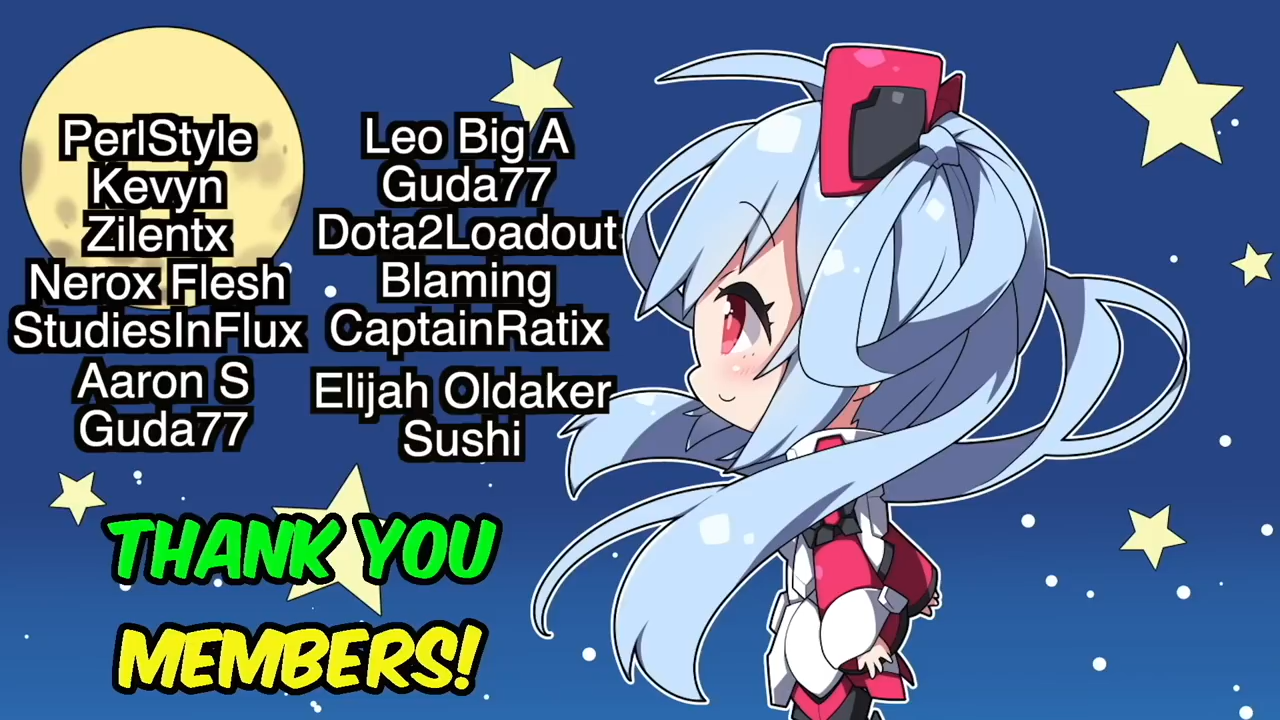 PerlStyle
Kevyn
Zilentx
Nerox Flesh
StudiesInFlux
Aaron S
Guda77
Leo Big A
Guda77
Dota2Loadout
Blaming
CaptainRatix
Elijah Oldaker
Sushi
THANK YOU
MEMBERS!